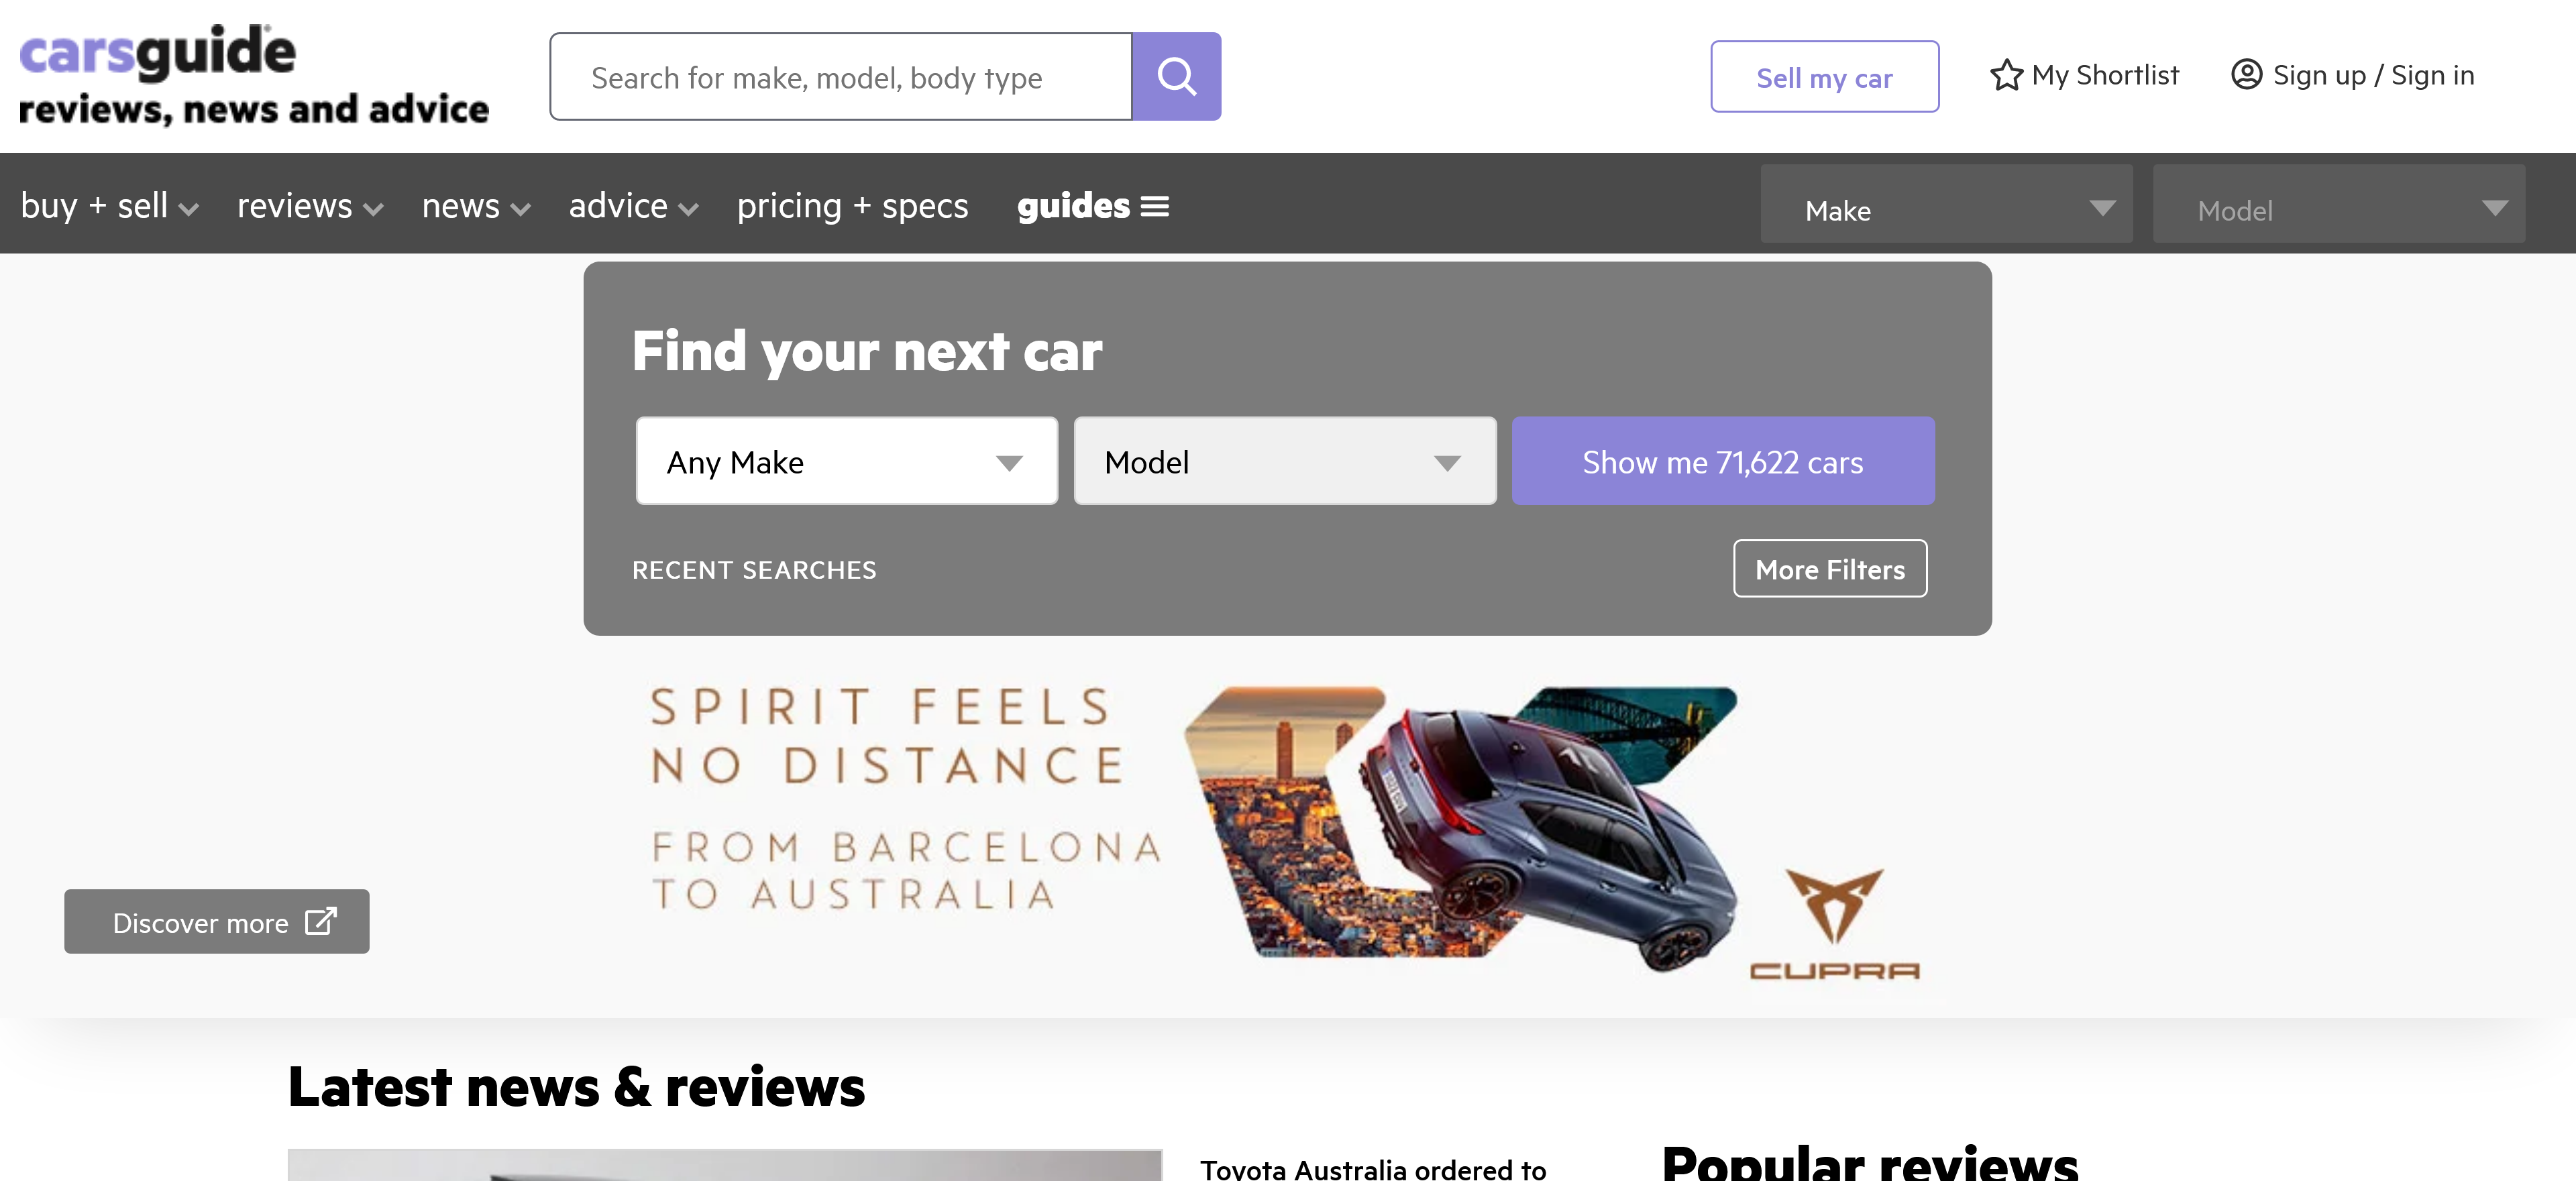 carsguide
reviews, news and advice
Search for make, model, body type
Sell my car
My Shortlist
Sign up / Sign in
buy + sell
reviews
news
advice
pricing + specs
guides
Make
Model
Find your next car
Any Make
Model
Show me 71,622 cars
RECENT SEARCHES
More Filters
SPIRIT FEELS
NO DISTANCE
FROM BARCELONA
TO AUSTRALIA
CUPRA
Discover more
Latest news & reviews
Toyota Australia ordered to
Popular reviews